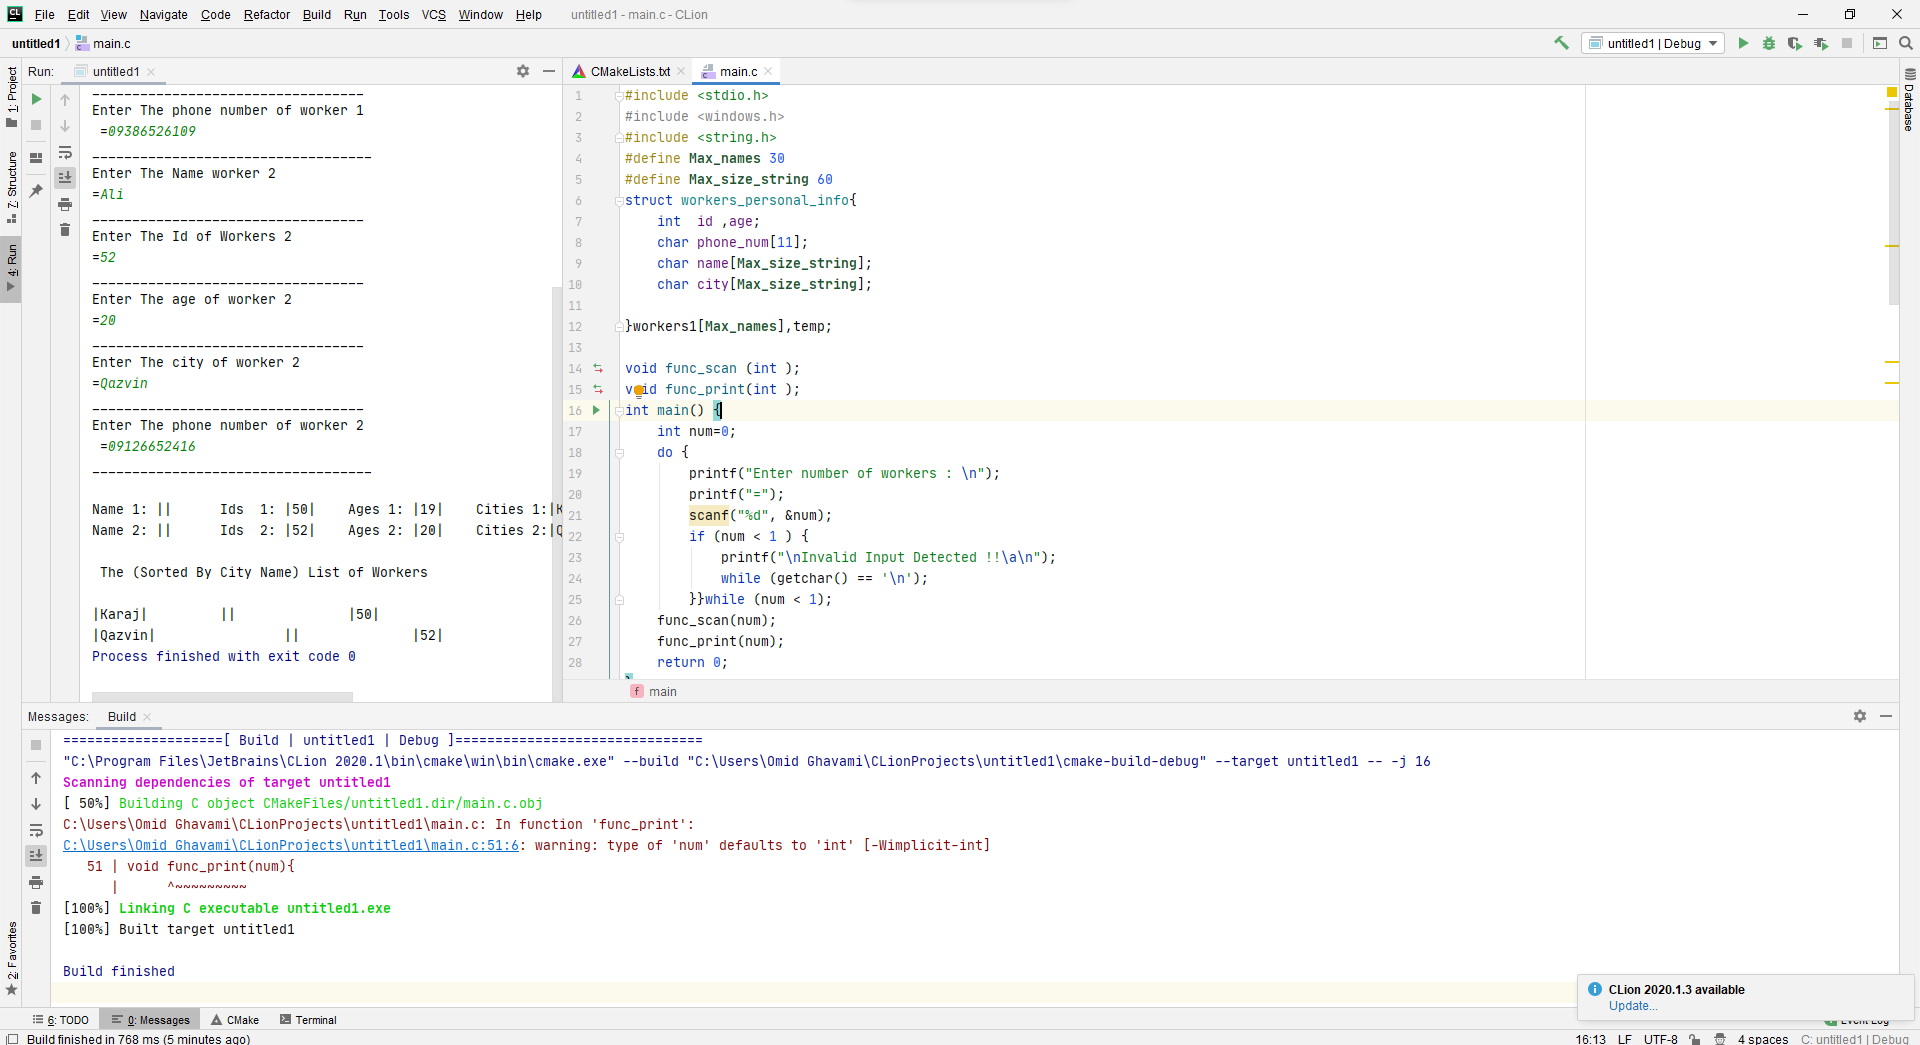 CL File Edit View Navigate Code Refactor Build Run Tools VCS Window Help untitled1 - main.c - CLion
untitled1 main.c untitled1 | Debug
Run: untitled1
CMakeLists.txt main.c
1: Project
7: Structure
4: Run
2: Favorites
Database
----------------------------------
Enter The phone number of worker 1
=09386526109
-----------------------------------
Enter The Name worker 2
=Ali
----------------------------------
Enter The Id of Workers 2
=52
----------------------------------
Enter The age of worker 2
=20
----------------------------------
Enter The city of worker 2
=Qazvin
----------------------------------
Enter The phone number of worker 2
=09126652416
-----------------------------------
Name 1: || Ids 1: |50| Ages 1: |19| Cities 1:|K
Name 2: || Ids 2: |52| Ages 2: |20| Cities 2:|Q
The (Sorted By City Name) List of Workers
|Karaj| || |50|
|Qazvin| || |52|
Process finished with exit code 0
1 #include <stdio.h>
2 #include <windows.h>
3 #include <string.h>
4 #define Max_names 30
5 #define Max_size_string 60
6 struct workers_personal_info{
7 int id ,age;
8 char phone_num[11];
9 char name[Max_size_string];
10 char city[Max_size_string];
11
12 }workers1[Max_names],temp;
13
14 void func_scan (int );
15 void func_print(int );
16 int main() {
17 int num=0;
18 do {
19 printf("Enter number of workers : \n");
20 printf("=");
21 scanf("%d", &num);
22 if (num < 1 ) {
23 printf("\nInvalid Input Detected !!\a\n");
24 while (getchar() == '\n');
25 }}while (num < 1);
26 func_scan(num);
27 func_print(num);
28 return 0;
f main
Messages: Build
====================[ Build | untitled1 | Debug ]===============================
"C:\Program Files\JetBrains\CLion 2020.1\bin\cmake\win\bin\cmake.exe" --build "C:\Users\Omid Ghavami\CLionProjects\untitled1\cmake-build-debug" --target untitled1 -- -j 16
Scanning dependencies of target untitled1
[ 50%] Building C object CMakeFiles/untitled1.dir/main.c.obj
C:\Users\Omid Ghavami\CLionProjects\untitled1\main.c: In function 'func_print':
C:\Users\Omid Ghavami\CLionProjects\untitled1\main.c:51:6: warning: type of 'num' defaults to 'int' [-Wimplicit-int]
51 | void func_print(num){
| ^~~~~~~~~~
[100%] Linking C executable untitled1.exe
[100%] Built target untitled1
Build finished
CLion 2020.1.3 available
Update...
6: TODO 0: Messages CMake Terminal Event Log
Build finished in 768 ms (5 minutes ago) 16:13 LF UTF-8 4 spaces C: untitled1 | Debug